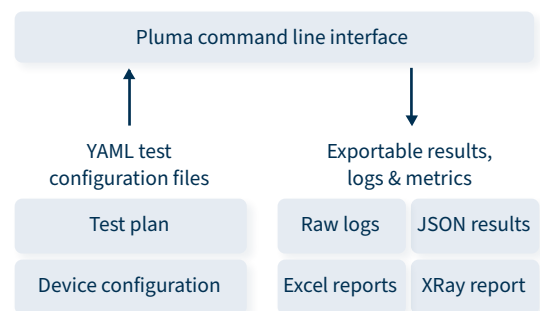 Pluma command line interface
YAML test
configuration files
Exportable results,
logs & metrics
Test plan
Raw logs
JSON results
Device configuration
Excel reports
XRay report